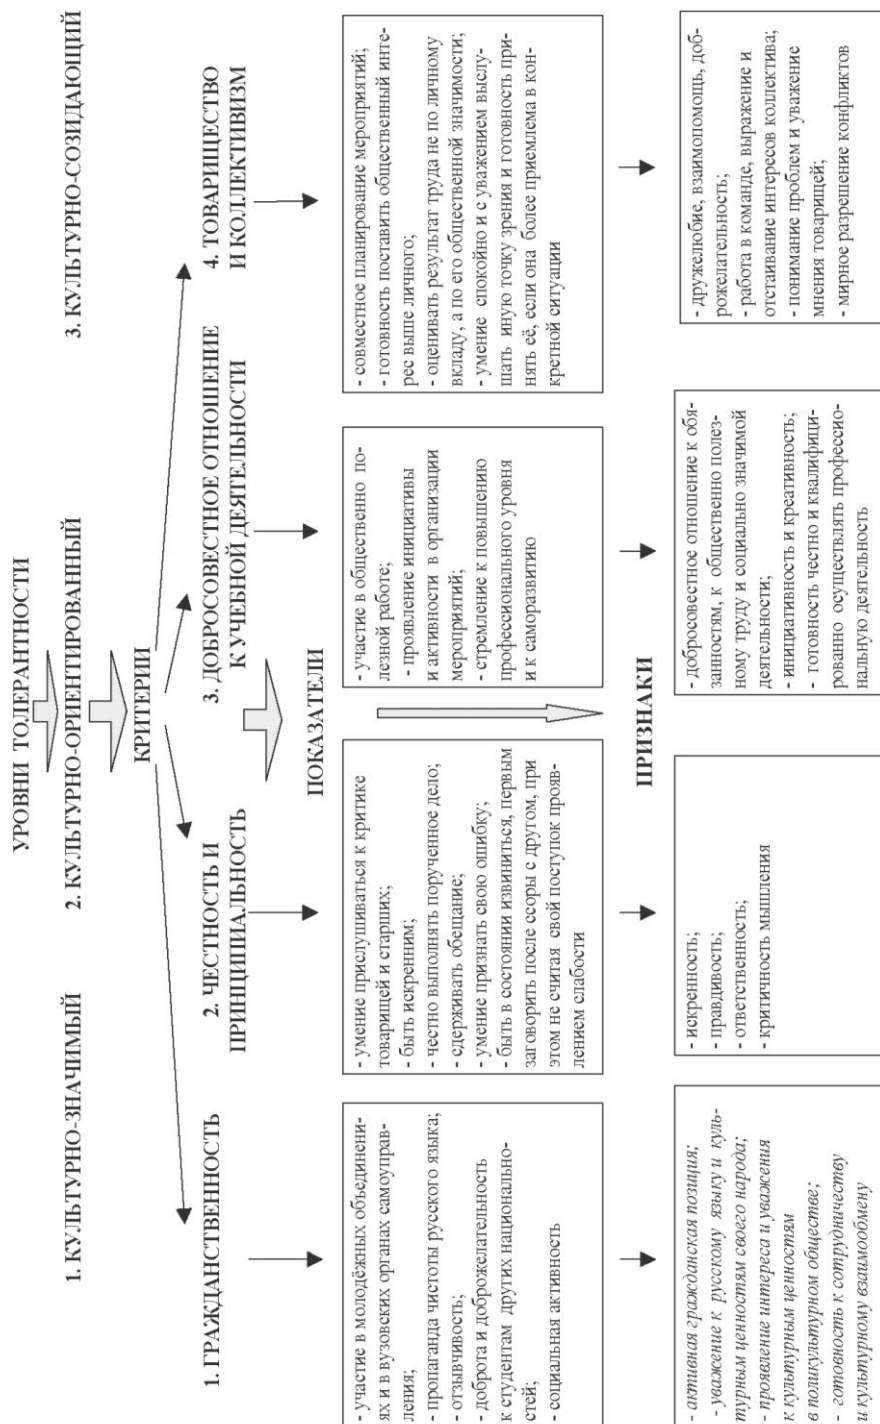 УРОВНИ ТОЛЕРАНТНОСТИ
1. КУЛЬТУРНО-ЗНАЧИМЫЙ
2. КУЛЬТУРНО-ОРИЕНТИРОВАННЫЙ
3. КУЛЬТУРНО-СОЗИДАЮЩИЙ
КРИТЕРИИ
1. ГРАЖДАНСТВЕННОСТЬ
2. ЧЕСТНОСТЬ И
ПРИНЦИПИАЛЬНОСТЬ
3. ДОБРОСОВЕСТНОЕ ОТНОШЕНИЕ
К УЧЕБНОЙ ДЕЯТЕЛЬНОСТИ
4. ТОВАРИЩЕСТВО
И КОЛЛЕКТИВИЗМ
ПОКАЗАТЕЛИ
- участие в молодёжных объединени-
ях и в вузовских органах самоуправ-
ления;
- пропаганда чистоты русского языка;
- отзывчивость;
- доброта и доброжелательность
к студентам других национально-
стей;
- социальная активность
- умение прислушиваться к критике
товарищей и старших;
- быть искренним;
- честно выполнять порученное дело;
- сдерживать обещание;
- умение признать свою ошибку;
- быть в состоянии извиниться, первым
заговорить после ссоры с другом, при
этом не считая свой поступок прояв-
лением слабости
- участие в общественно по-
лезной работе;
- проявление инициативы
и активности в организации
мероприятий;
- стремление к повышению
профессионального уровня
и к саморазвитию
- совместное планирование мероприятий;
- готовность поставить общественный инте-
рес выше личного;
- оценивать результат труда не по личному
вкладу, а по его общественной значимости;
- умение спокойно и с уважением выслу-
шать иную точку зрения и готовность при-
нять её, если она более приемлема в кон-
кретной ситуации
ПРИЗНАКИ
- активная гражданская позиция;
- уважение к русскому языку и куль-
турным ценностям своего народа;
- проявление интереса и уважения
к культурным ценностям
в поликультурном обществе;
- готовность к сотрудничеству
и культурному взаимообмену
- искренность;
- правдивость;
- ответственность;
- критичность мышления
- добросовестное отношение к обя-
занностям, к общественно полез-
ному труду и социально значимой
деятельности;
- инициативность и креативность;
- готовность честно и квалифици-
рованно осуществлять профессио-
нальную деятельность
- дружелюбие, взаимопомощь, доб-
рожелательность;
- работа в команде, выражение и
отстаивание интересов коллектива;
- понимание проблем и уважение
мнения товарищей;
- мирное разрешение конфликтов